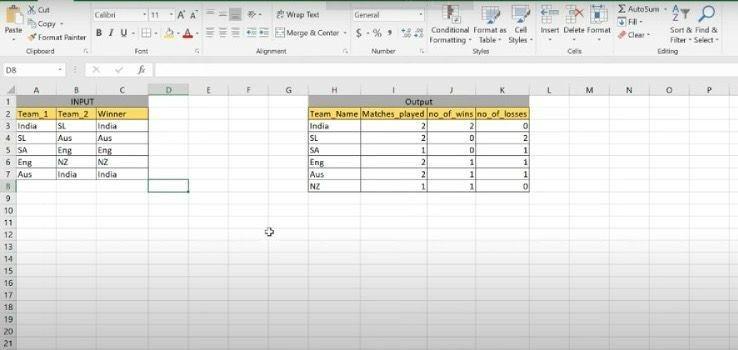 Cut
Copy
Format Painter
Paste
Clipboard
Calibri 11 A A
B I U A
Font
Wrap Text
Merge & Center
Alignment
General
$ - % ,
Number
Conditional Formatting
Format as Table
Cell Styles
Styles
Insert Delete Format
Cells
AutoSum
Fill
Clear
Sort & Filter
Find & Select
Editing
D8
fx
A B C D E F G H I J K L M N O P
1 INPUT Output
2 Team_1 Team_2 Winner Team_Name Matches_played no_of_wins no_of_losses
3 India SL India India 2 2 0
4 SL Aus Aus SL 2 0 2
5 SA Eng Eng SA 1 0 1
6 Eng NZ NZ Eng 2 1 1
7 Aus India India Aus 2 1 1
8 NZ 1 1 0
9
10
11
12
13
14
15
16
17
18
19
20
21